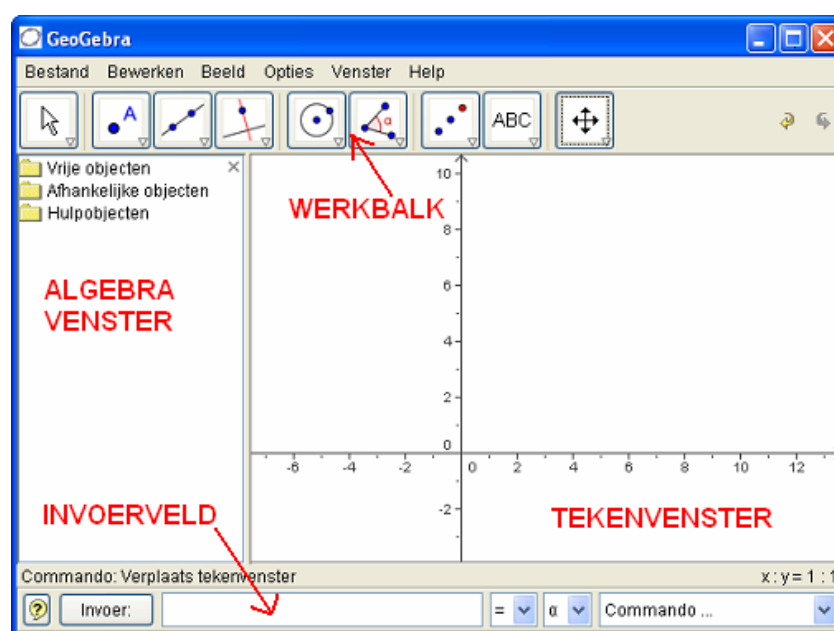 GeoGebra
Bestand Bewerken Beeld Opties Venster Help
A α ABC
Vrije objecten
Afhankelijke objecten
Hulpobjecten
WERKBALK
ALGEBRA
VENSTER
10
8
6
4
2
0
-6 -4 -2 0 2 4 6 8 10 12
-2
INVOERVELD
TEKENVENSTER
Commando: Verplaats tekenvenster x : y = 1 : 1
? Invoer: = α Commando ...